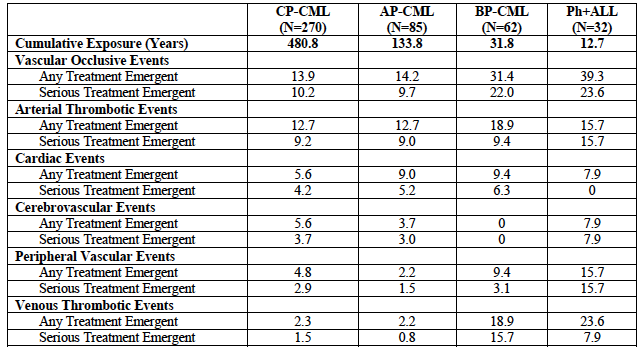 CP-CML AP-CML BP-CML Ph+ALL
(N=270) (N=85) (N=62) (N=32)
Cumulative Exposure (Years) 480.8 133.8 31.8 12.7
Vascular Occlusive Events
Any Treatment Emergent 13.9 14.2 31.4 39.3
Serious Treatment Emergent 10.2 9.7 22.0 23.6
Arterial Thrombotic Events
Any Treatment Emergent 12.7 12.7 18.9 15.7
Serious Treatment Emergent 9.2 9.0 9.4 15.7
Cardiac Events
Any Treatment Emergent 5.6 9.0 9.4 7.9
Serious Treatment Emergent 4.2 5.2 6.3 0
Cerebrovascular Events
Any Treatment Emergent 5.6 3.7 0 7.9
Serious Treatment Emergent 3.7 3.0 0 7.9
Peripheral Vascular Events
Any Treatment Emergent 4.8 2.2 9.4 15.7
Serious Treatment Emergent 2.9 1.5 3.1 15.7
Venous Thrombotic Events
Any Treatment Emergent 2.3 2.2 18.9 23.6
Serious Treatment Emergent 1.5 0.8 15.7 7.9